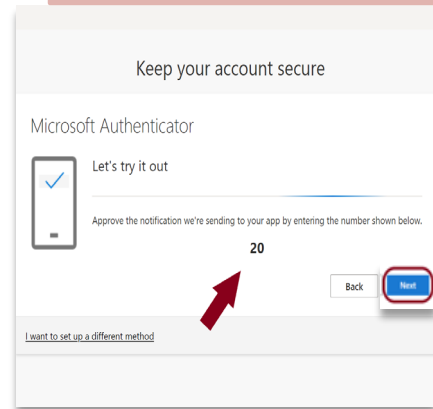 Keep your account secure
Microsoft Authenticator
Let's try it out
Approve the notification we're sending to your app by entering the number shown below.
20
Back Next
I want to set up a different method